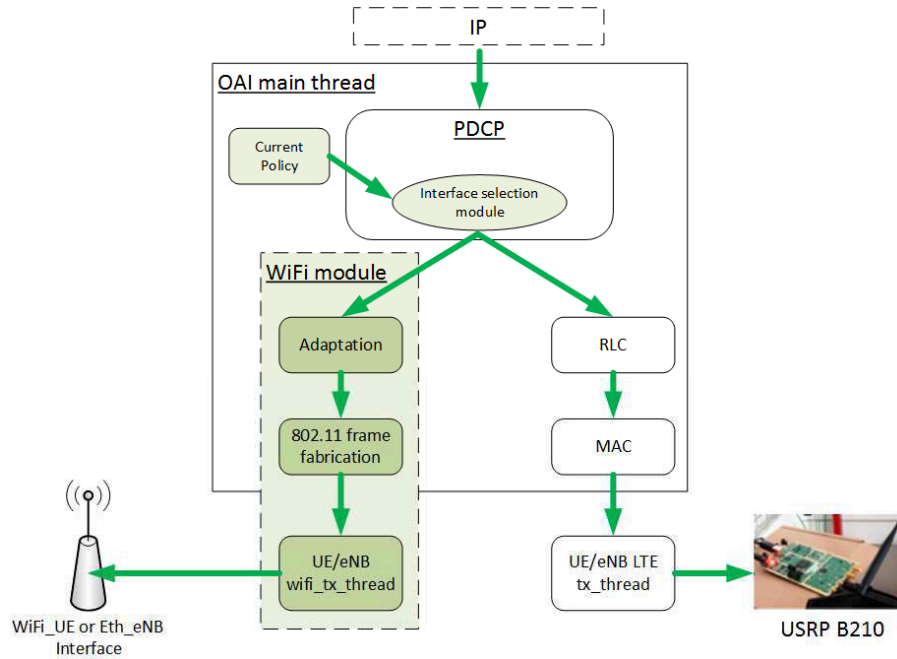 IP
OAI main thread
PDCP
Current
Policy
Interface selection
module
WiFi module
Adaptation
RLC
802.11 frame
fabrication
MAC
UE/eNB
wifi_tx_thread
UE/eNB LTE
tx_thread
WiFi_UE or Eth_eNB
Interface
USRP B210